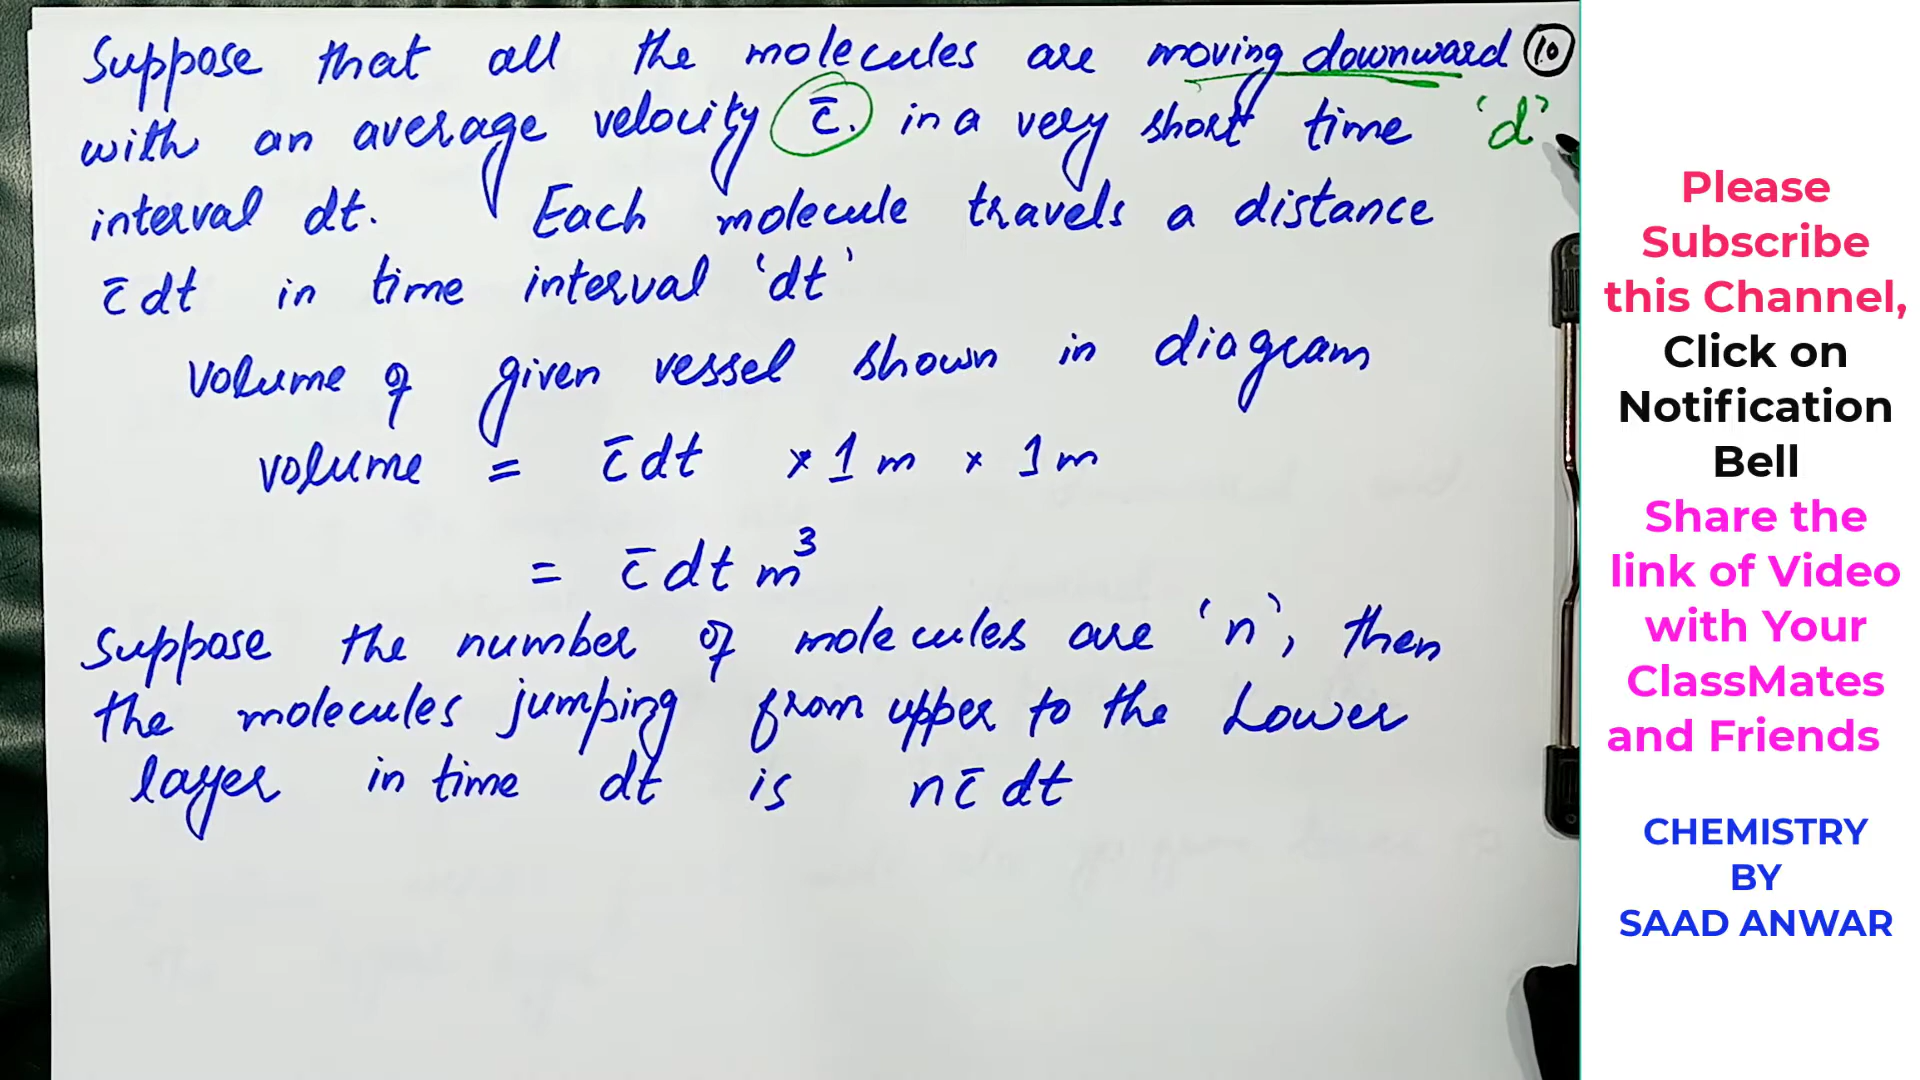 Suppose that all the molecules are moving downward 10
with an average velocity c̄. in a very short time 'd'
interval dt. Each molecule travels a distance
c̄ dt in time interval 'dt'
volume of given vessel shown in diagram
volume = c̄ dt × 1 m × 1 m
= c̄ dt m³
Suppose the number of molecules are 'n', then
the molecules jumping from upper to the Lower
layer in time dt is n c̄ dt
Please
Subscribe
this Channel,
Click on
Notification
Bell
Share the
link of Video
with Your
ClassMates
and Friends
CHEMISTRY
BY
SAAD ANWAR